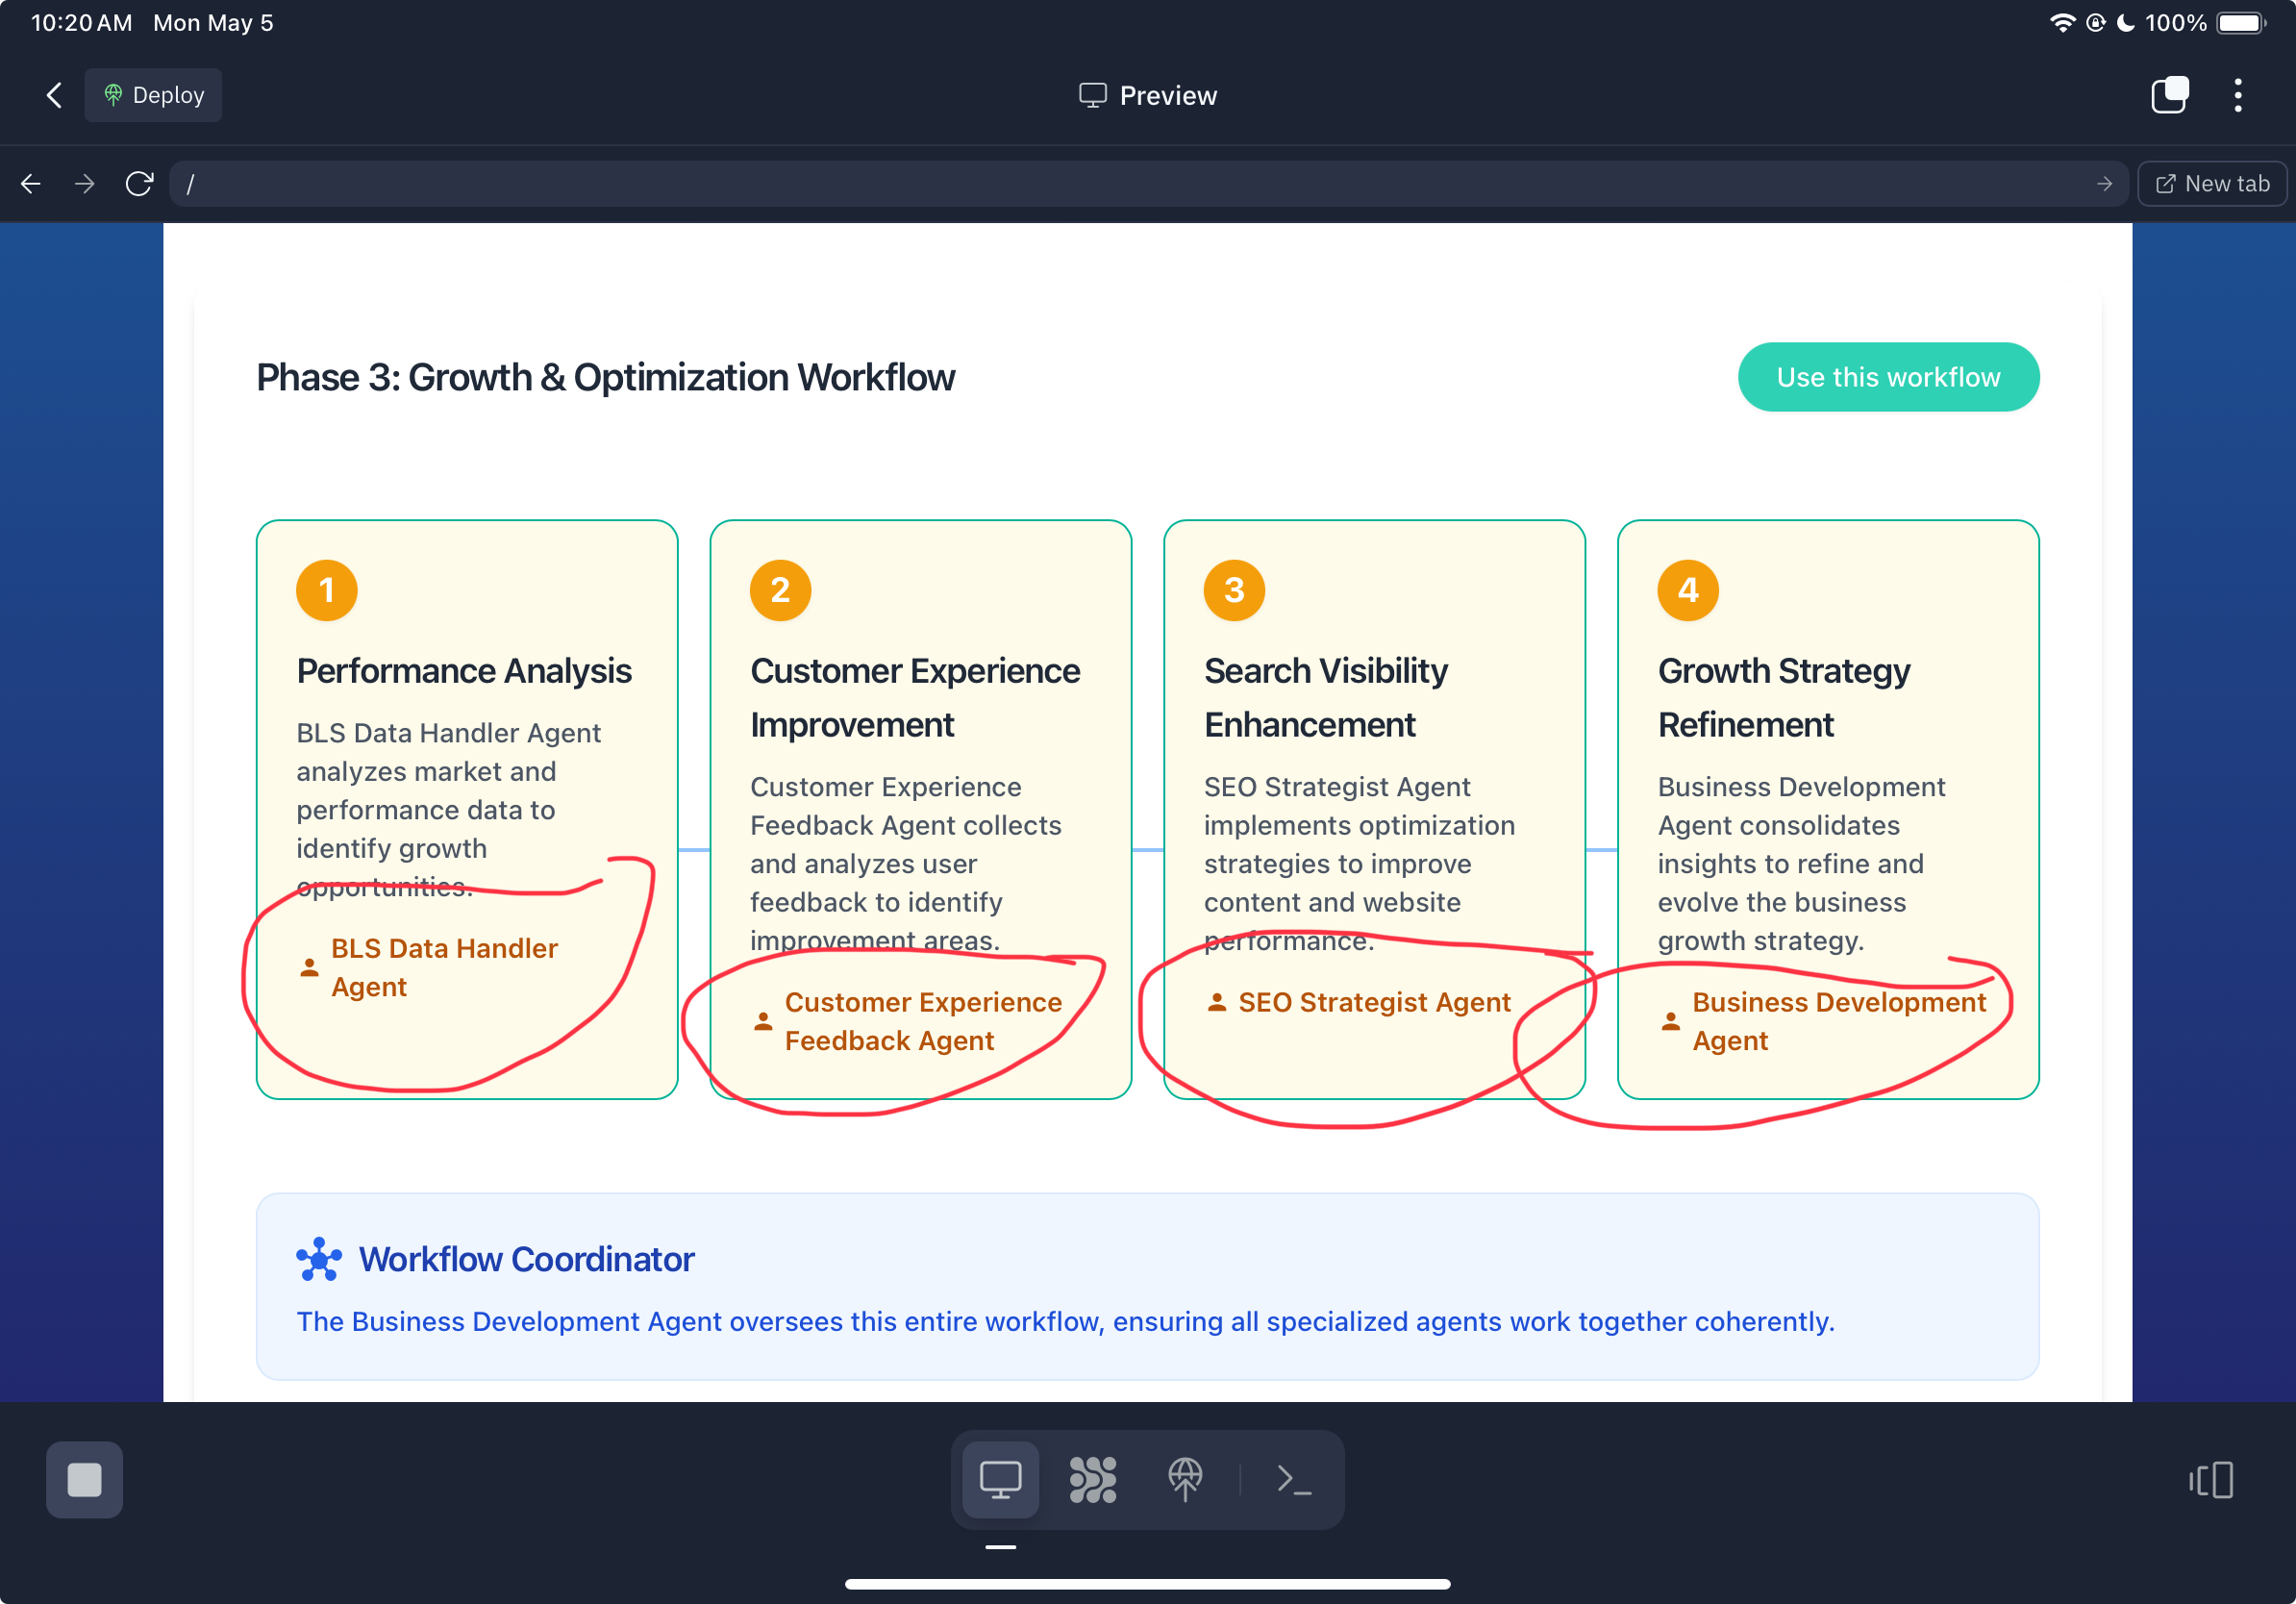 10:20 AM Mon May 5 100%
Deploy Preview
/ New tab
Phase 3: Growth & Optimization Workflow
Use this workflow
1
Performance Analysis
BLS Data Handler Agent
analyzes market and
performance data to
identify growth
opportunities.
BLS Data Handler
Agent
2
Customer Experience
Improvement
Customer Experience
Feedback Agent collects
and analyzes user
feedback to identify
improvement areas.
Customer Experience
Feedback Agent
3
Search Visibility
Enhancement
SEO Strategist Agent
implements optimization
strategies to improve
content and website
performance.
SEO Strategist Agent
4
Growth Strategy
Refinement
Business Development
Agent consolidates
insights to refine and
evolve the business
growth strategy.
Business Development
Agent
Workflow Coordinator
The Business Development Agent oversees this entire workflow, ensuring all specialized agents work together coherently.